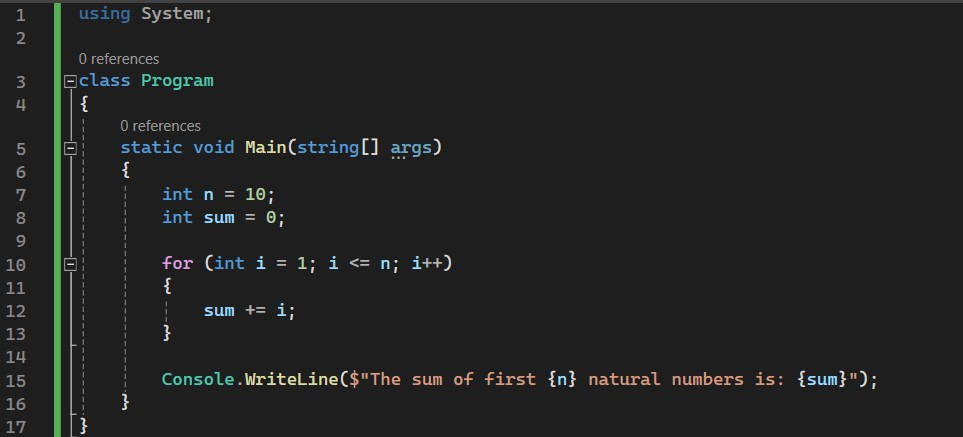 1 using System;
2
0 references
3 class Program
4 {
0 references
5 static void Main(string[] args)
6 {
7 int n = 10;
8 int sum = 0;
9
10 for (int i = 1; i <= n; i++)
11 {
12 sum += i;
13 }
14
15 Console.WriteLine($"The sum of first {n} natural numbers is: {sum}");
16 }
17 }